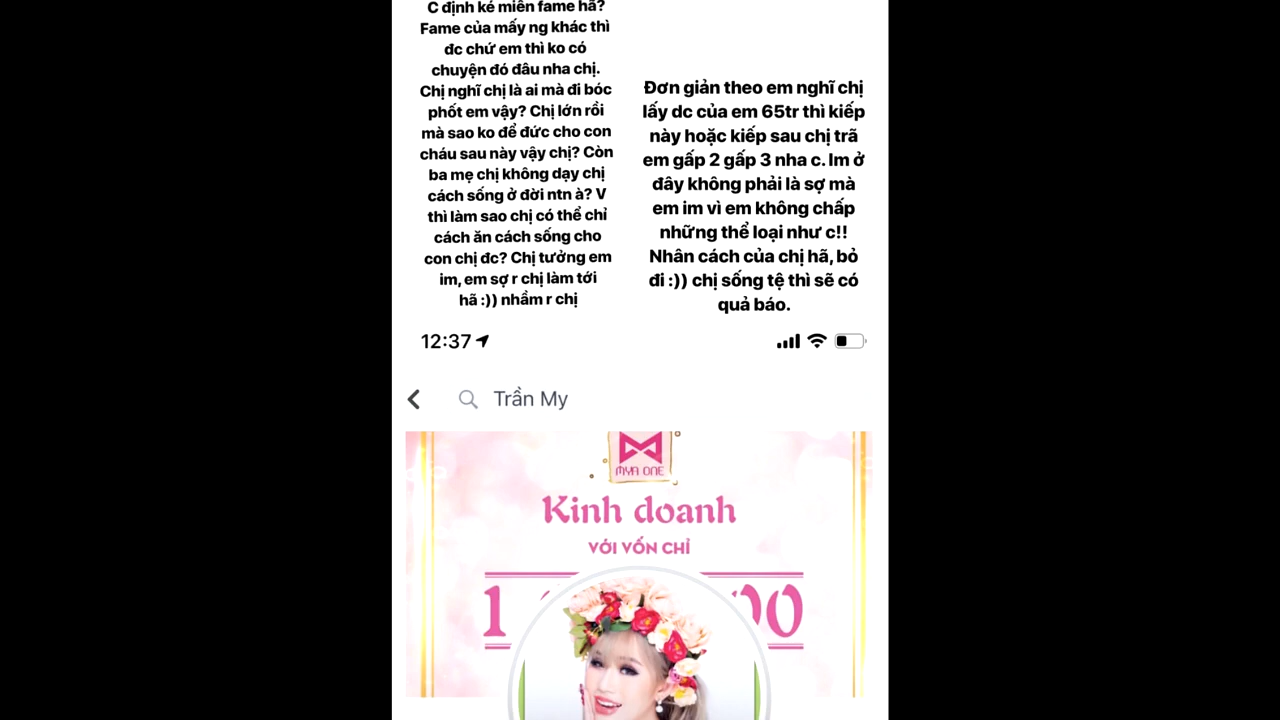 C định ké miên fame hã?
Fame của mấy ng khác thì
đc chứ em thì ko có
chuyện đó đâu nha chị.
Chị nghĩ chị là ai mà đi bóc
phốt em vậy? Chị lớn rồi
mà sao ko để đức cho con
cháu sau này vậy chị? Còn
ba mẹ chị không dạy chị
cách sống ở đời ntn à? V
thì làm sao chị có thể chỉ
cách ăn cách sống cho
con chị đc? Chị tưởng em
im, em sợ r chị làm tới
hã :)) nhầm r chị
Đơn giản theo em nghĩ chị
lấy dc của em 65tr thì kiếp
này hoặc kiếp sau chị trã
em gấp 2 gấp 3 nha c. Im ở
đây không phải là sợ mà
em im vì em không chấp
những thể loại như c!!
Nhân cách của chị hã, bỏ
đi :)) chị sống tệ thì sẽ có
quả báo.
12:37
Trần My
MYA ONE
Kinh doanh
VỚI VỐN CHỈ